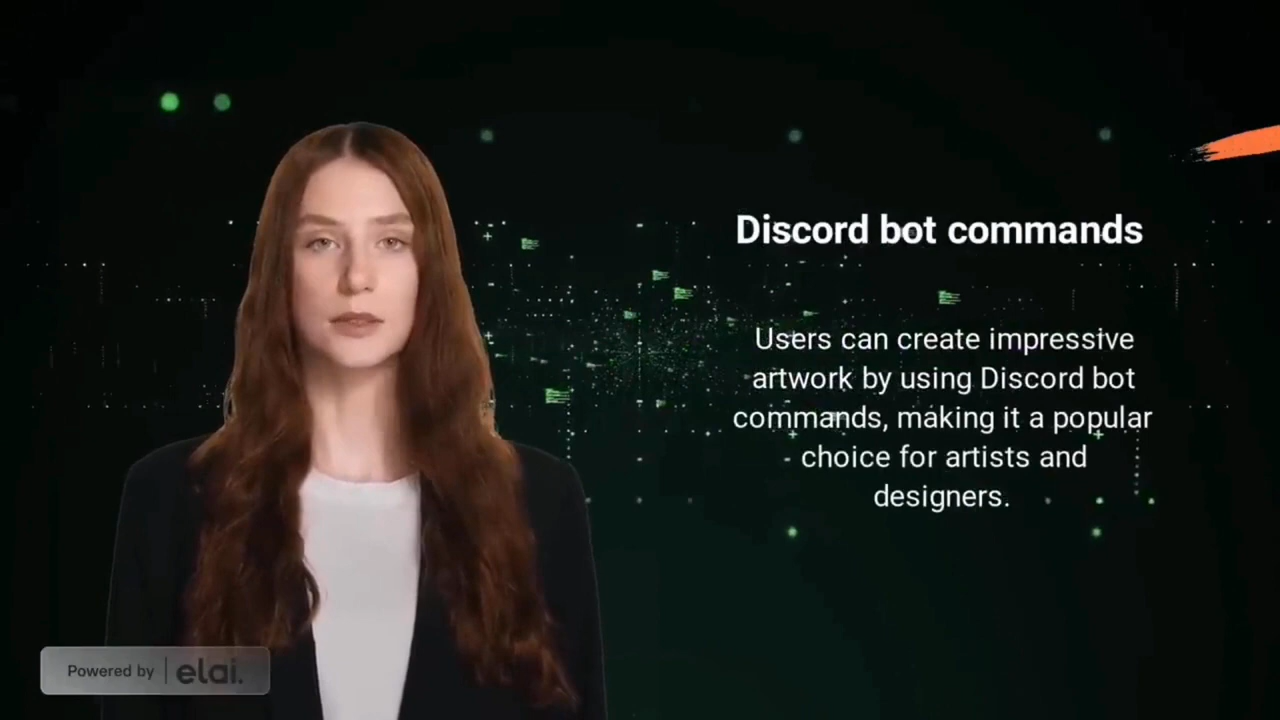 Discord bot commands
Users can create impressive
artwork by using Discord bot
commands, making it a popular
choice for artists and
designers.
Powered by elai.